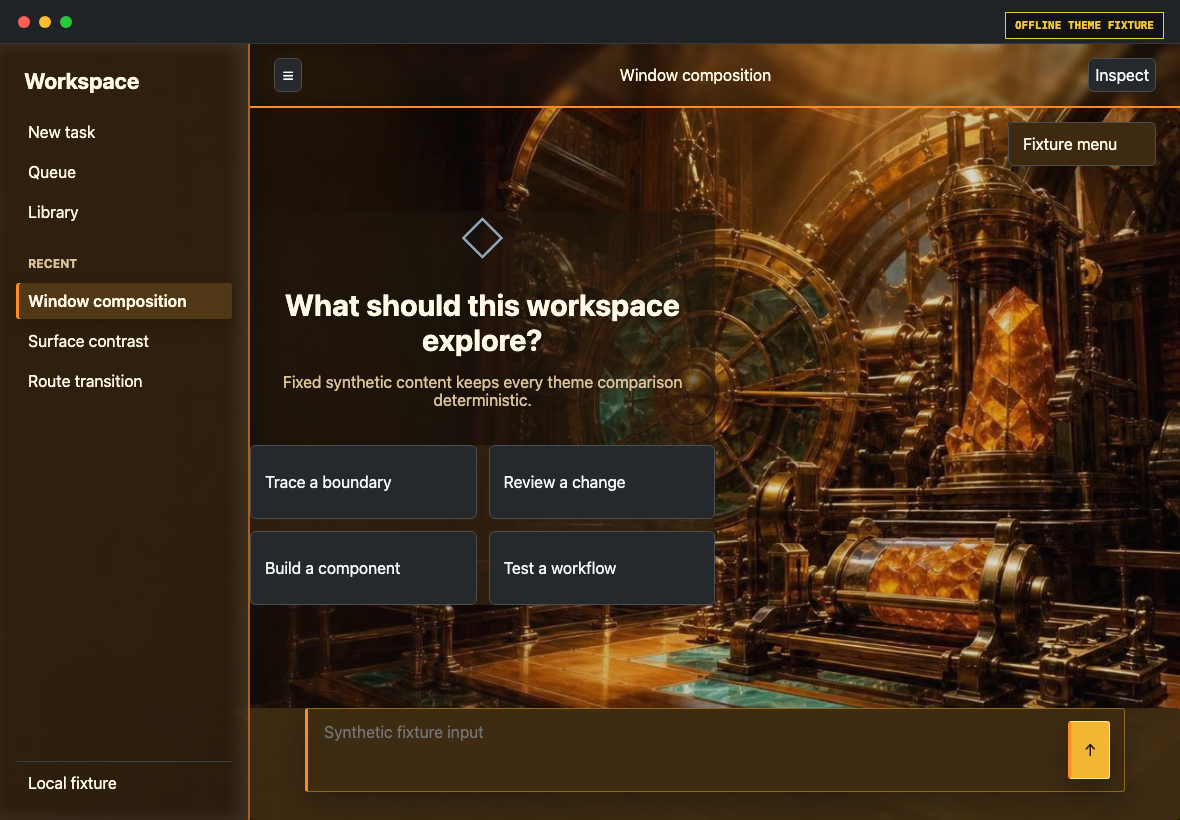 OFFLINE THEME FIXTURE
Workspace
New task
Queue
Library
RECENT
Window composition
Surface contrast
Route transition
Local fixture
Window composition
Inspect
Fixture menu
What should this workspace
explore?
Fixed synthetic content keeps every theme comparison
deterministic.
Trace a boundary
Review a change
Build a component
Test a workflow
Synthetic fixture input